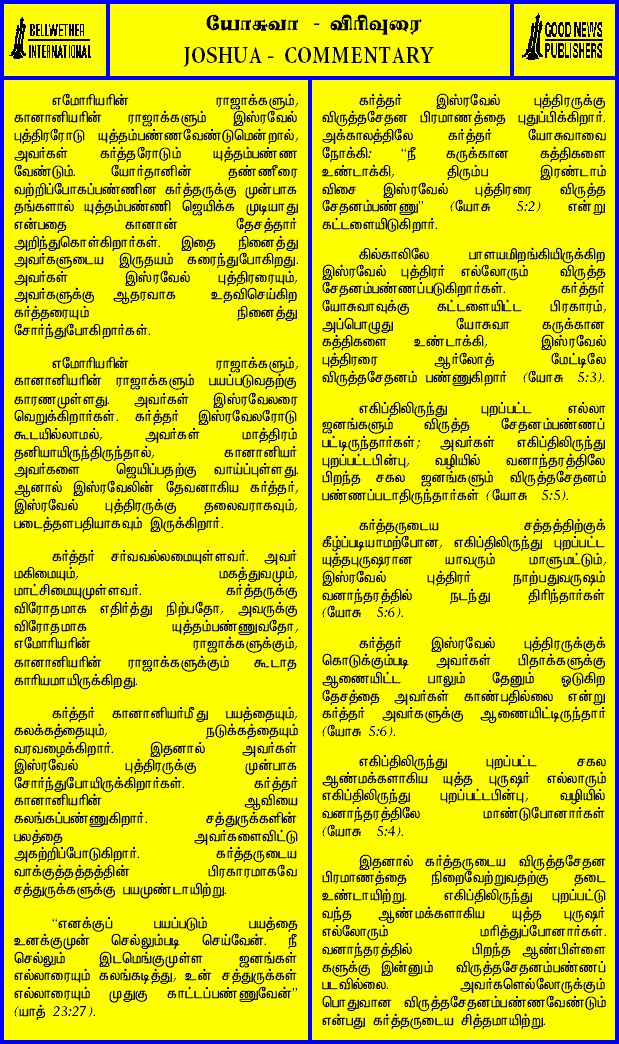 BELLWETHER
INTERNATIONAL
யோசுவா - விரிவுரை
JOSHUA - COMMENTARY
GOOD NEWS
PUBLISHERS
எமோரியரின் ராஜாக்களும்,
கானானியரின் ராஜாக்களும் இஸ்ரவேல்
புத்திரரோடு யுத்தம்பண்ணவேண்டுமென்றால்,
அவர்கள் கர்த்தரோடும் யுத்தம்பண்ண
வேண்டும். யோர்தானின் தண்ணீரை
வற்றிப்போகப்பண்ணின கர்த்தருக்கு முன்பாக
தங்களால் யுத்தம்பண்ணி ஜெயிக்க முடியாது
என்பதை கானான் தேசத்தார்
அறிந்துகொள்கிறார்கள். இதை நினைத்து
அவர்களுடைய இருதயம் கரைந்துபோகிறது.
அவர்கள் இஸ்ரவேல் புத்திரரையும்,
அவர்களுக்கு ஆதரவாக உதவிசெய்கிற
கர்த்தரையும் நினைத்து
சோர்ந்துபோகிறார்கள்.
எமோரியரின் ராஜாக்களும்,
கானானியரின் ராஜாக்களும் பயப்படுவதற்கு
காரணமுள்ளது. அவர்கள் இஸ்ரவேலரை
வெறுக்கிறார்கள். கர்த்தர் இஸ்ரவேலரோடு
கூடயில்லாமல், அவர்கள் மாத்திரம்
தனியாயிருந்திருந்தால், கானானியர்
அவர்களை ஜெயிப்பதற்கு வாய்ப்புள்ளது.
ஆனால் இஸ்ரவேலின் தேவனாகிய கர்த்தர்,
இஸ்ரவேல் புத்திரருக்கு தலைவராகவும்,
படைத்தளபதியாகவும் இருக்கிறார்.
கர்த்தர் சர்வவல்லமையுள்ளவர். அவர்
மகிமையும், மகத்துவமும்,
மாட்சிமையுமுள்ளவர். கர்த்தருக்கு
விரோதமாக எதிர்த்து நிற்பதோ, அவருக்கு
விரோதமாக யுத்தம்பண்ணுவதோ,
எமோரியரின் ராஜாக்களுக்கும்,
கானானியரின் ராஜாக்களுக்கும் கூடாத
காரியமாயிருக்கிறது.
கர்த்தர் கானானியர்மீது பயத்தையும்,
கலக்கத்தையும், நடுக்கத்தையும்
வரவழைக்கிறார். இதனால் அவர்கள்
இஸ்ரவேல் புத்திரருக்கு முன்பாக
சோர்ந்துபோயிருக்கிறார்கள். கர்த்தர்
கானானியரின் ஆவியை
கலங்கப்பண்ணுகிறார். சத்துருக்களின்
பலத்தை அவர்களைவிட்டு
அகற்றிப்போடுகிறார். கர்த்தருடைய
வாக்குத்தத்தத்தின் பிரகாரமாகவே
சத்துருக்களுக்கு பயமுண்டாயிற்று.
“எனக்குப் பயப்படும் பயத்தை
உனக்குமுன் செல்லும்படி செய்வேன். நீ
செல்லும் இடமெங்குமுள்ள ஜனங்கள்
எல்லாரையும் கலங்கடித்து, உன் சத்துருக்கள்
எல்லாரையும் முதுகு காட்டப்பண்ணுவேன்”
(யாத் 23:27).
கர்த்தர் இஸ்ரவேல் புத்திரருக்கு
விருத்தசேதன பிரமாணத்தை புதுப்பிக்கிறார்.
அக்காலத்திலே கர்த்தர் யோசுவாவை
நோக்கி: “நீ கருக்கான கத்திகளை
உண்டாக்கி, திரும்ப இரண்டாம்
விசை இஸ்ரவேல் புத்திரரை விருத்த
சேதனம்பண்ணு” (யோசு 5:2) என்று
கட்டளையிடுகிறார்.
கில்காலிலே பாளயமிறங்கியிருக்கிற
இஸ்ரவேல் புத்திரர் எல்லோரும் விருத்த
சேதனம்பண்ணப்படுகிறார்கள். கர்த்தர்
யோசுவாவுக்கு கட்டளையிட்ட பிரகாரம்,
அப்பொழுது யோசுவா கருக்கான
கத்திகளை உண்டாக்கி, இஸ்ரவேல்
புத்திரரை ஆர்லோத் மேட்டிலே
விருத்தசேதனம் பண்ணுகிறார் (யோசு 5:3).
எகிப்திலிருந்து புறப்பட்ட எல்லா
ஜனங்களும் விருத்த சேதனம்பண்ணப்
பட்டிருந்தார்கள்; அவர்கள் எகிப்திலிருந்து
புறப்பட்டபின்பு, வழியில் வனாந்தரத்திலே
பிறந்த சகல ஜனங்களும் விருத்தசேதனம்
பண்ணப்படாதிருந்தார்கள் (யோசு 5:5).
கர்த்தருடைய சத்தத்திற்குக்
கீழ்ப்படியாமற்போன, எகிப்திலிருந்து புறப்பட்ட
யுத்தபுருஷரான யாவரும் மாளுமட்டும்,
இஸ்ரவேல் புத்திரர் நாற்பதுவருஷம்
வனாந்தரத்தில் நடந்து திரிந்தார்கள்
(யோசு 5:6).
கர்த்தர் இஸ்ரவேல் புத்திரருக்குக்
கொடுக்கும்படி அவர்கள் பிதாக்களுக்கு
ஆணையிட்ட பாலும் தேனும் ஓடுகிற
தேசத்தை அவர்கள் காண்பதில்லை என்று
கர்த்தர் அவர்களுக்கு ஆணையிட்டிருந்தார்
(யோசு 5:6).
எகிப்திலிருந்து புறப்பட்ட சகல
ஆண்மக்களாகிய யுத்த புருஷர் எல்லாரும்
எகிப்திலிருந்து புறப்பட்டபின்பு, வழியில்
வனாந்தரத்திலே மாண்டுபோனார்கள்
(யோசு 5:4).
இதனால் கர்த்தருடைய விருத்தசேதன
பிரமாணத்தை நிறைவேற்றுவதற்கு தடை
உண்டாயிற்று. எகிப்திலிருந்து புறப்பட்டு
வந்த ஆண்மக்களாகிய யுத்த புருஷர்
எல்லோரும் மரித்துப்போனார்கள்.
வனாந்தரத்தில் பிறந்த ஆண்பிள்ளை
களுக்கு இன்னும் விருத்தசேதனம்பண்ணப்
படவில்லை. அவர்களெல்லோருக்கும்
பொதுவான விருத்தசேதனம்பண்ணவேண்டும்
என்பது கர்த்தருடைய சித்தமாயிற்று.